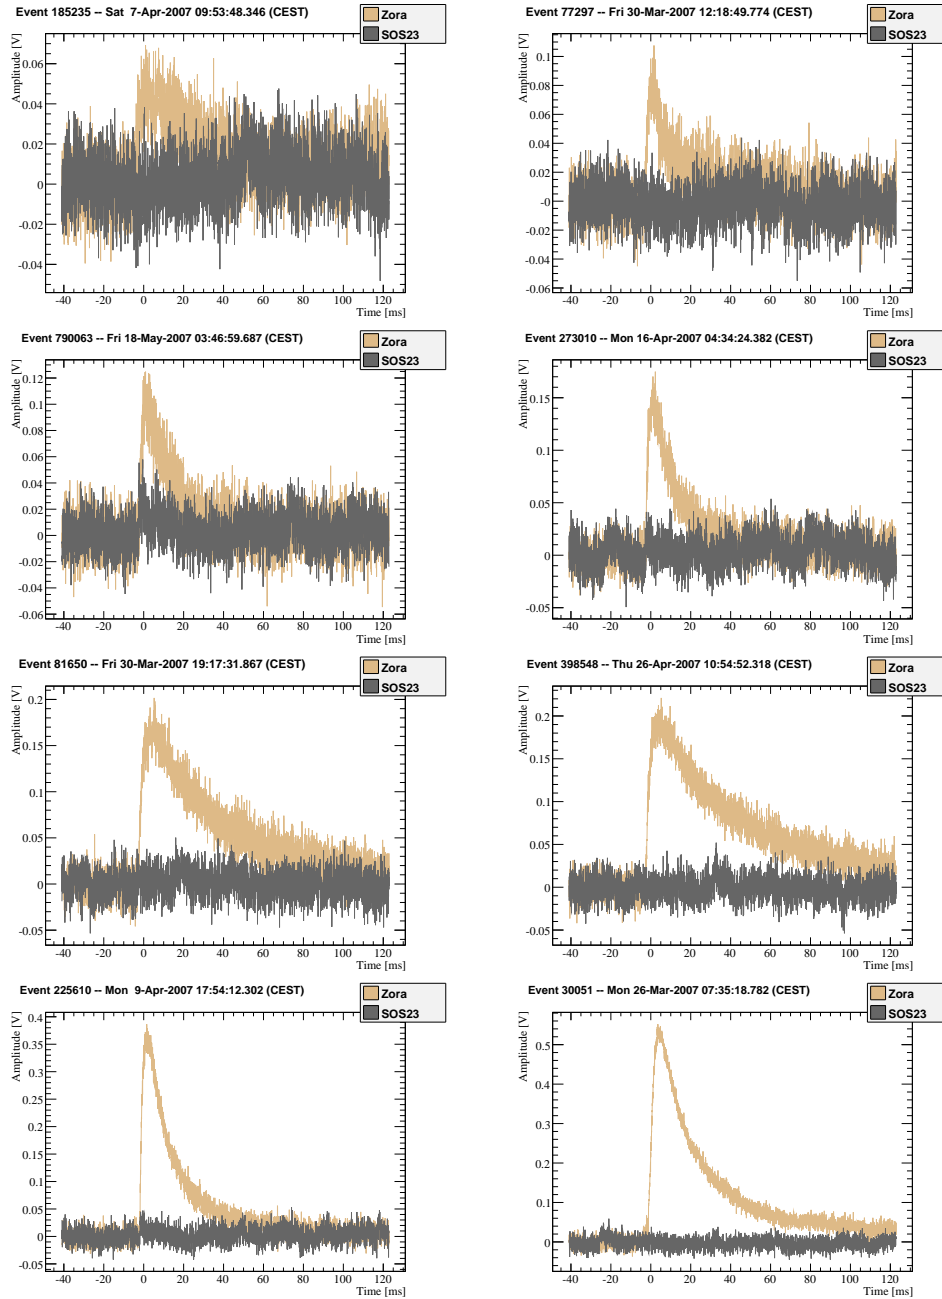 Event 185235 -- Sat 7-Apr-2007 09:53:48.346 (CEST)
Zora
SOS23
Amplitude [V]
0.06
0.04
0.02
0
-0.02
-0.04
-40 -20 0 20 40 60 80 100 120
Time [ms]
Event 77297 -- Fri 30-Mar-2007 12:18:49.774 (CEST)
Zora
SOS23
Amplitude [V]
0.1
0.08
0.06
0.04
0.02
-0
-0.02
-0.04
-0.06
-40 -20 0 20 40 60 80 100 120
Time [ms]
Event 790063 -- Fri 18-May-2007 03:46:59.687 (CEST)
Zora
SOS23
Amplitude [V]
0.12
0.1
0.08
0.06
0.04
0.02
0
-0.02
-0.04
-0.06
-40 -20 0 20 40 60 80 100 120
Time [ms]
Event 273010 -- Mon 16-Apr-2007 04:34:24.382 (CEST)
Zora
SOS23
Amplitude [V]
0.15
0.1
0.05
0
-0.05
-40 -20 0 20 40 60 80 100 120
Time [ms]
Event 81650 -- Fri 30-Mar-2007 19:17:31.867 (CEST)
Zora
SOS23
Amplitude [V]
0.2
0.15
0.1
0.05
0
-0.05
-40 -20 0 20 40 60 80 100 120
Time [ms]
Event 398548 -- Thu 26-Apr-2007 10:54:52.318 (CEST)
Zora
SOS23
Amplitude [V]
0.2
0.15
0.1
0.05
0
-0.05
-40 -20 0 20 40 60 80 100 120
Time [ms]
Event 225610 -- Mon 9-Apr-2007 17:54:12.302 (CEST)
Zora
SOS23
Amplitude [V]
0.4
0.35
0.3
0.25
0.2
0.15
0.1
0.05
0
-0.05
-40 -20 0 20 40 60 80 100 120
Time [ms]
Event 30051 -- Mon 26-Mar-2007 07:35:18.782 (CEST)
Zora
SOS23
Amplitude [V]
0.5
0.4
0.3
0.2
0.1
0
-40 -20 0 20 40 60 80 100 120
Time [ms]